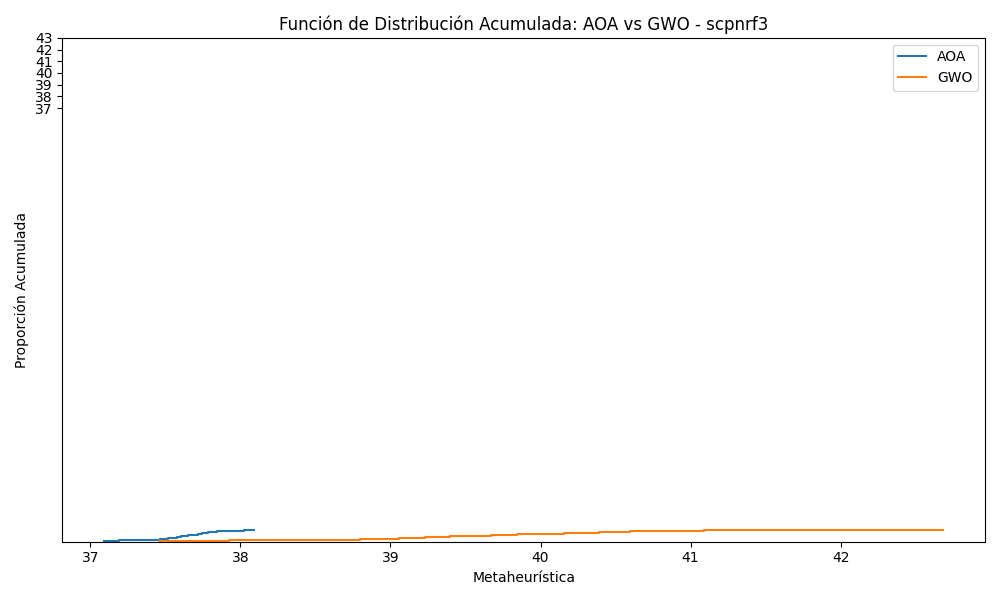 Función de Distribución Acumulada: AOA vs GWO - scpnrf3
43
42
41
40
39
38
37
AOA
GWO
Proporción Acumulada
37 38 39 40 41 42
Metaheurística